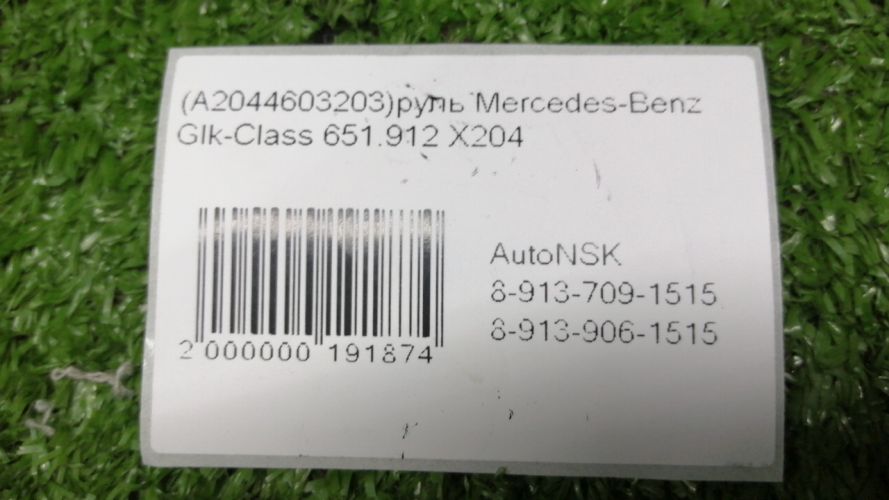 (A2044603203)руль Mercedes-Benz
Glk-Class 651.912 X204
AutoNSK
8-913-709-1515
8-913-906-1515
2 000000 191874